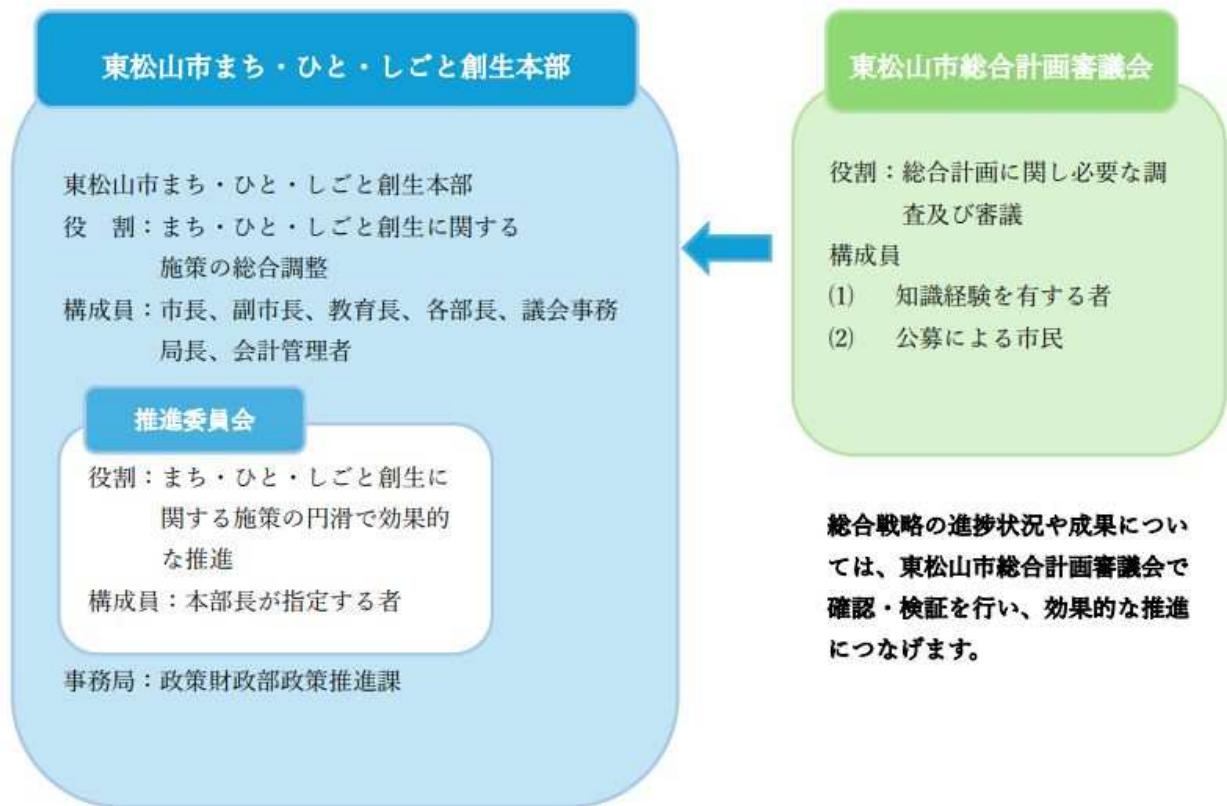 東松山市まち・ひと・しごと創生本部
東松山市まち・ひと・しごと創生本部
役　割：まち・ひと・しごと創生に関する
施策の総合調整
構成員：市長、副市長、教育長、各部長、議会事務
局長、会計管理者
推進委員会
役割：まち・ひと・しごと創生に
関する施策の円滑で効果的
な推進
構成員：本部長が指定する者
事務局：政策財政部政策推進課
東松山市総合計画審議会
役割：総合計画に関し必要な調
査及び審議
構成員
(1)　知識経験を有する者
(2)　公募による市民
総合戦略の進捗状況や成果につい
ては、東松山市総合計画審議会で
確認・検証を行い、効果的な推進
につなげます。